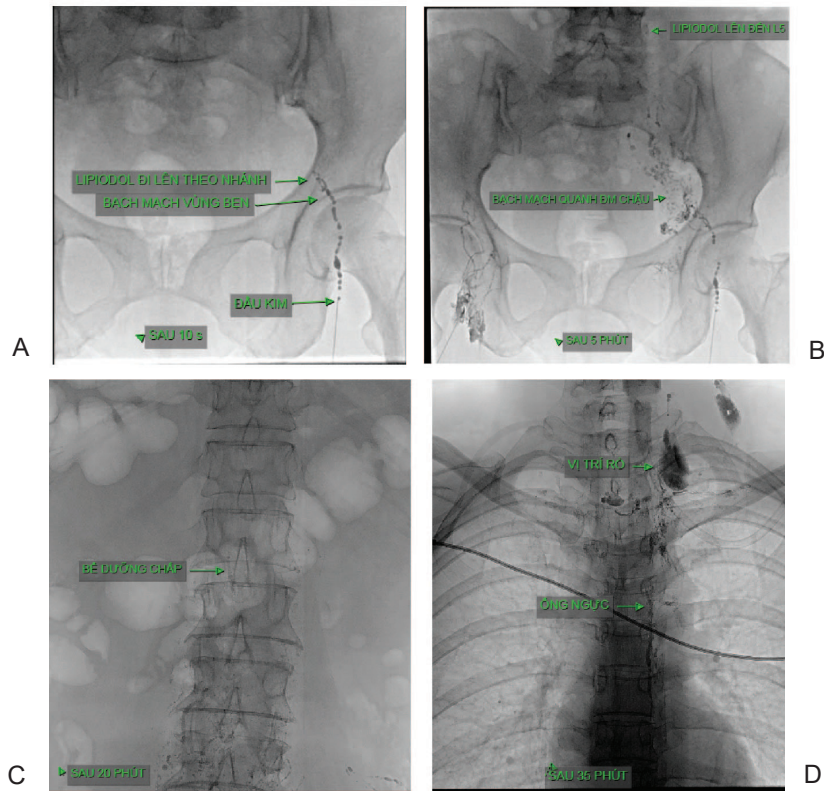 LIPIODOL ĐI LÊN THEO NHÁNH
BẠCH MẠCH VÙNG BẸN
ĐẦU KIM
SAU 10 s
A
LIPIODOL LÊN ĐẾN L5
BẠCH MẠCH QUANH ĐM CHẬU
SAU 5 PHÚT
B
BỂ DƯỠNG CHẤP
SAU 20 PHÚT
C
VỊ TRÍ RÒ
ỐNG NGỰC
SAU 35 PHÚT
D